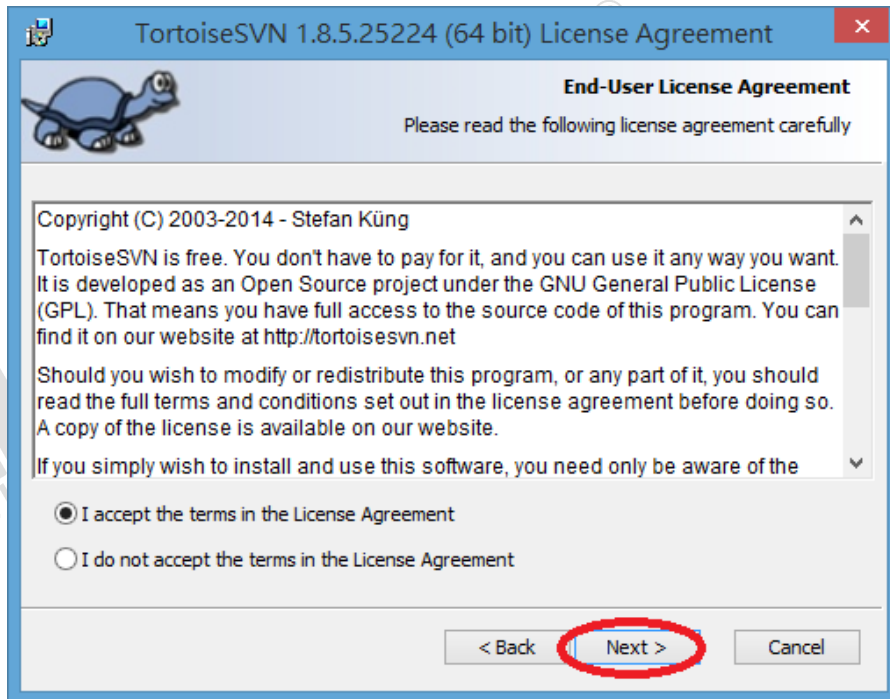 TortoiseSVN 1.8.5.25224 (64 bit) License Agreement
End-User License Agreement
Please read the following license agreement carefully
Copyright (C) 2003-2014 - Stefan Küng
TortoiseSVN is free. You don't have to pay for it, and you can use it any way you want.
It is developed as an Open Source project under the GNU General Public License
(GPL). That means you have full access to the source code of this program. You can
find it on our website at http://tortoisesvn.net
Should you wish to modify or redistribute this program, or any part of it, you should
read the full terms and conditions set out in the license agreement before doing so.
A copy of the license is available on our website.
If you simply wish to install and use this software, you need only be aware of the
I accept the terms in the License Agreement
I do not accept the terms in the License Agreement
< Back Next > Cancel